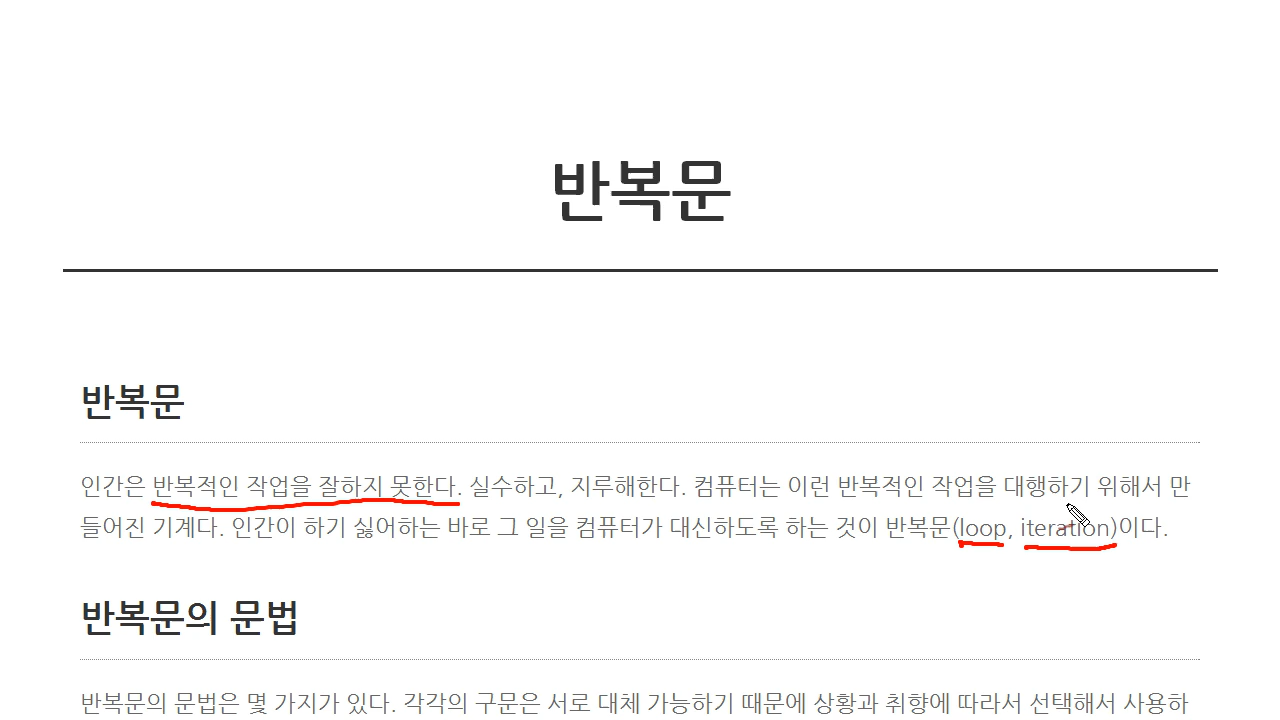 반복문
반복문
인간은 반복적인 작업을 잘하지 못한다. 실수하고, 지루해한다. 컴퓨터는 이런 반복적인 작업을 대행하기 위해서 만
들어진 기계다. 인간이 하기 싫어하는 바로 그 일을 컴퓨터가 대신하도록 하는 것이 반복문(loop, iteration)이다.
반복문의 문법
반복문의 문법은 몇 가지가 있다. 각각의 구문은 서로 대체 가능하기 때문에 상황과 취향에 따라서 선택해서 사용하